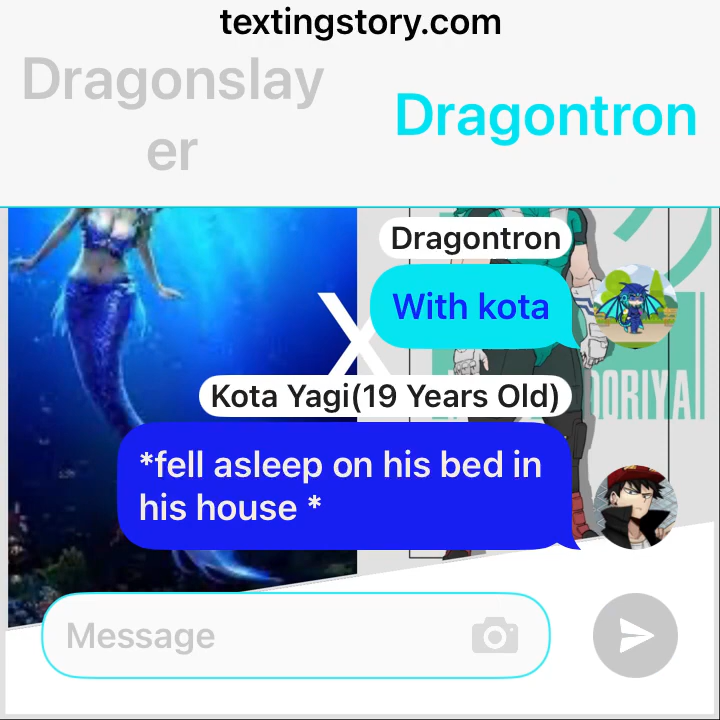 textingstory.com
Dragonslay
er
Dragontron
Dragontron
With kota
Kota Yagi(19 Years Old)
*fell asleep on his bed in
his house *
Message